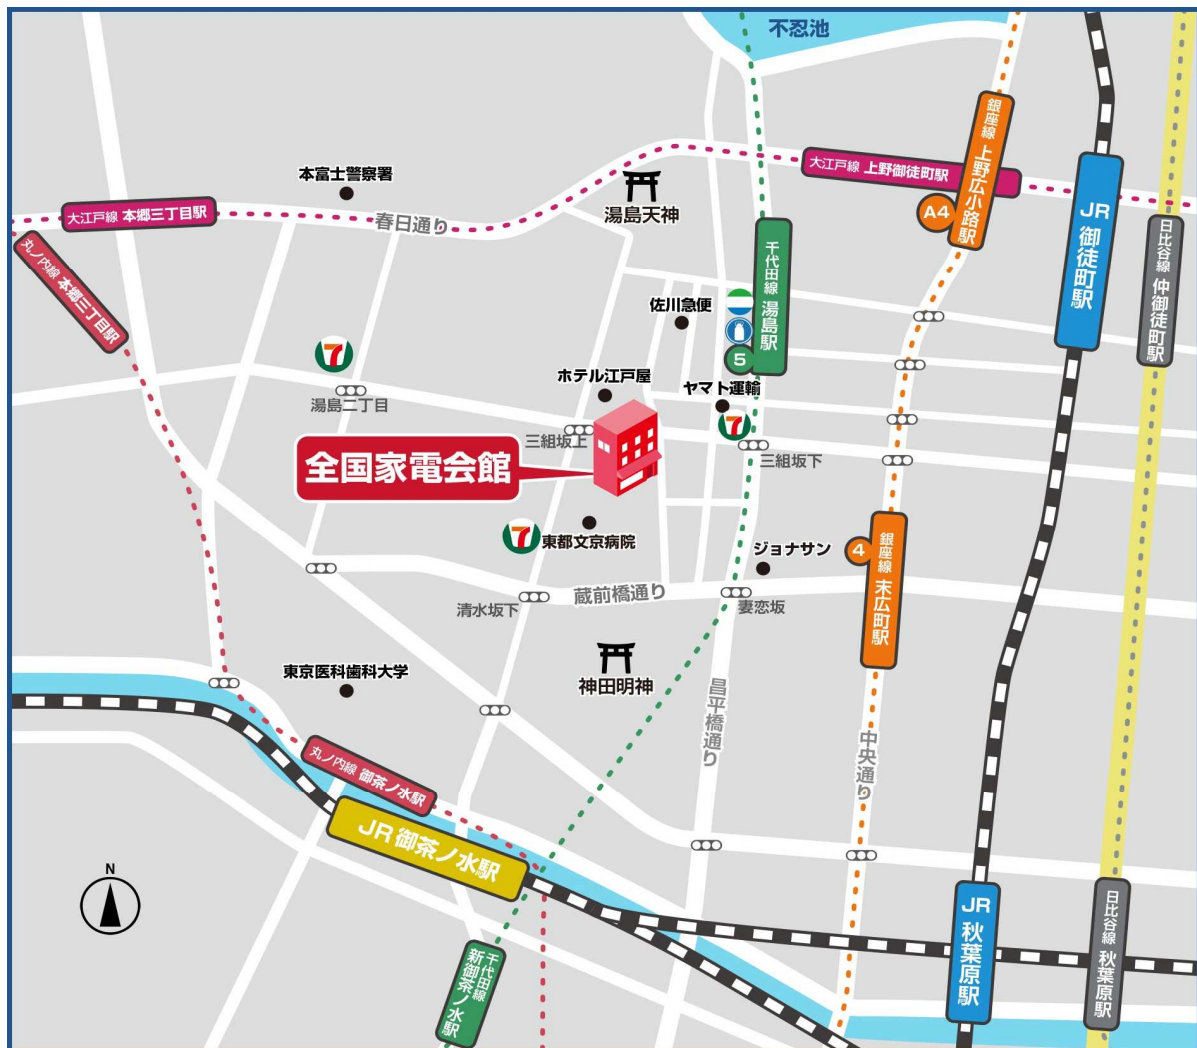 不忍池
銀座線 上野広小路駅
大江戸線 上野御徒町駅
本富士警察署
湯島天神
大江戸線 本郷三丁目駅
春日通り
A4
JR 御徒町駅
日比谷線 仲御徒町駅
丸ノ内線 本郷三丁目駅
千代田線 湯島駅
佐川急便
5
7
ホテル江戸屋
ヤマト運輸
湯島二丁目
7
三組坂上
三組坂下
全国家電会館
7
東都文京病院
ジョナサン
4
銀座線 末広町駅
蔵前橋通り
清水坂下
妻恋坂
東京医科歯科大学
神田明神
昌平橋通り
中央通り
丸ノ内線 御茶ノ水駅
JR 御茶ノ水駅
N
JR 秋葉原駅
日比谷線 秋葉原駅
千代田線
新御茶ノ水駅